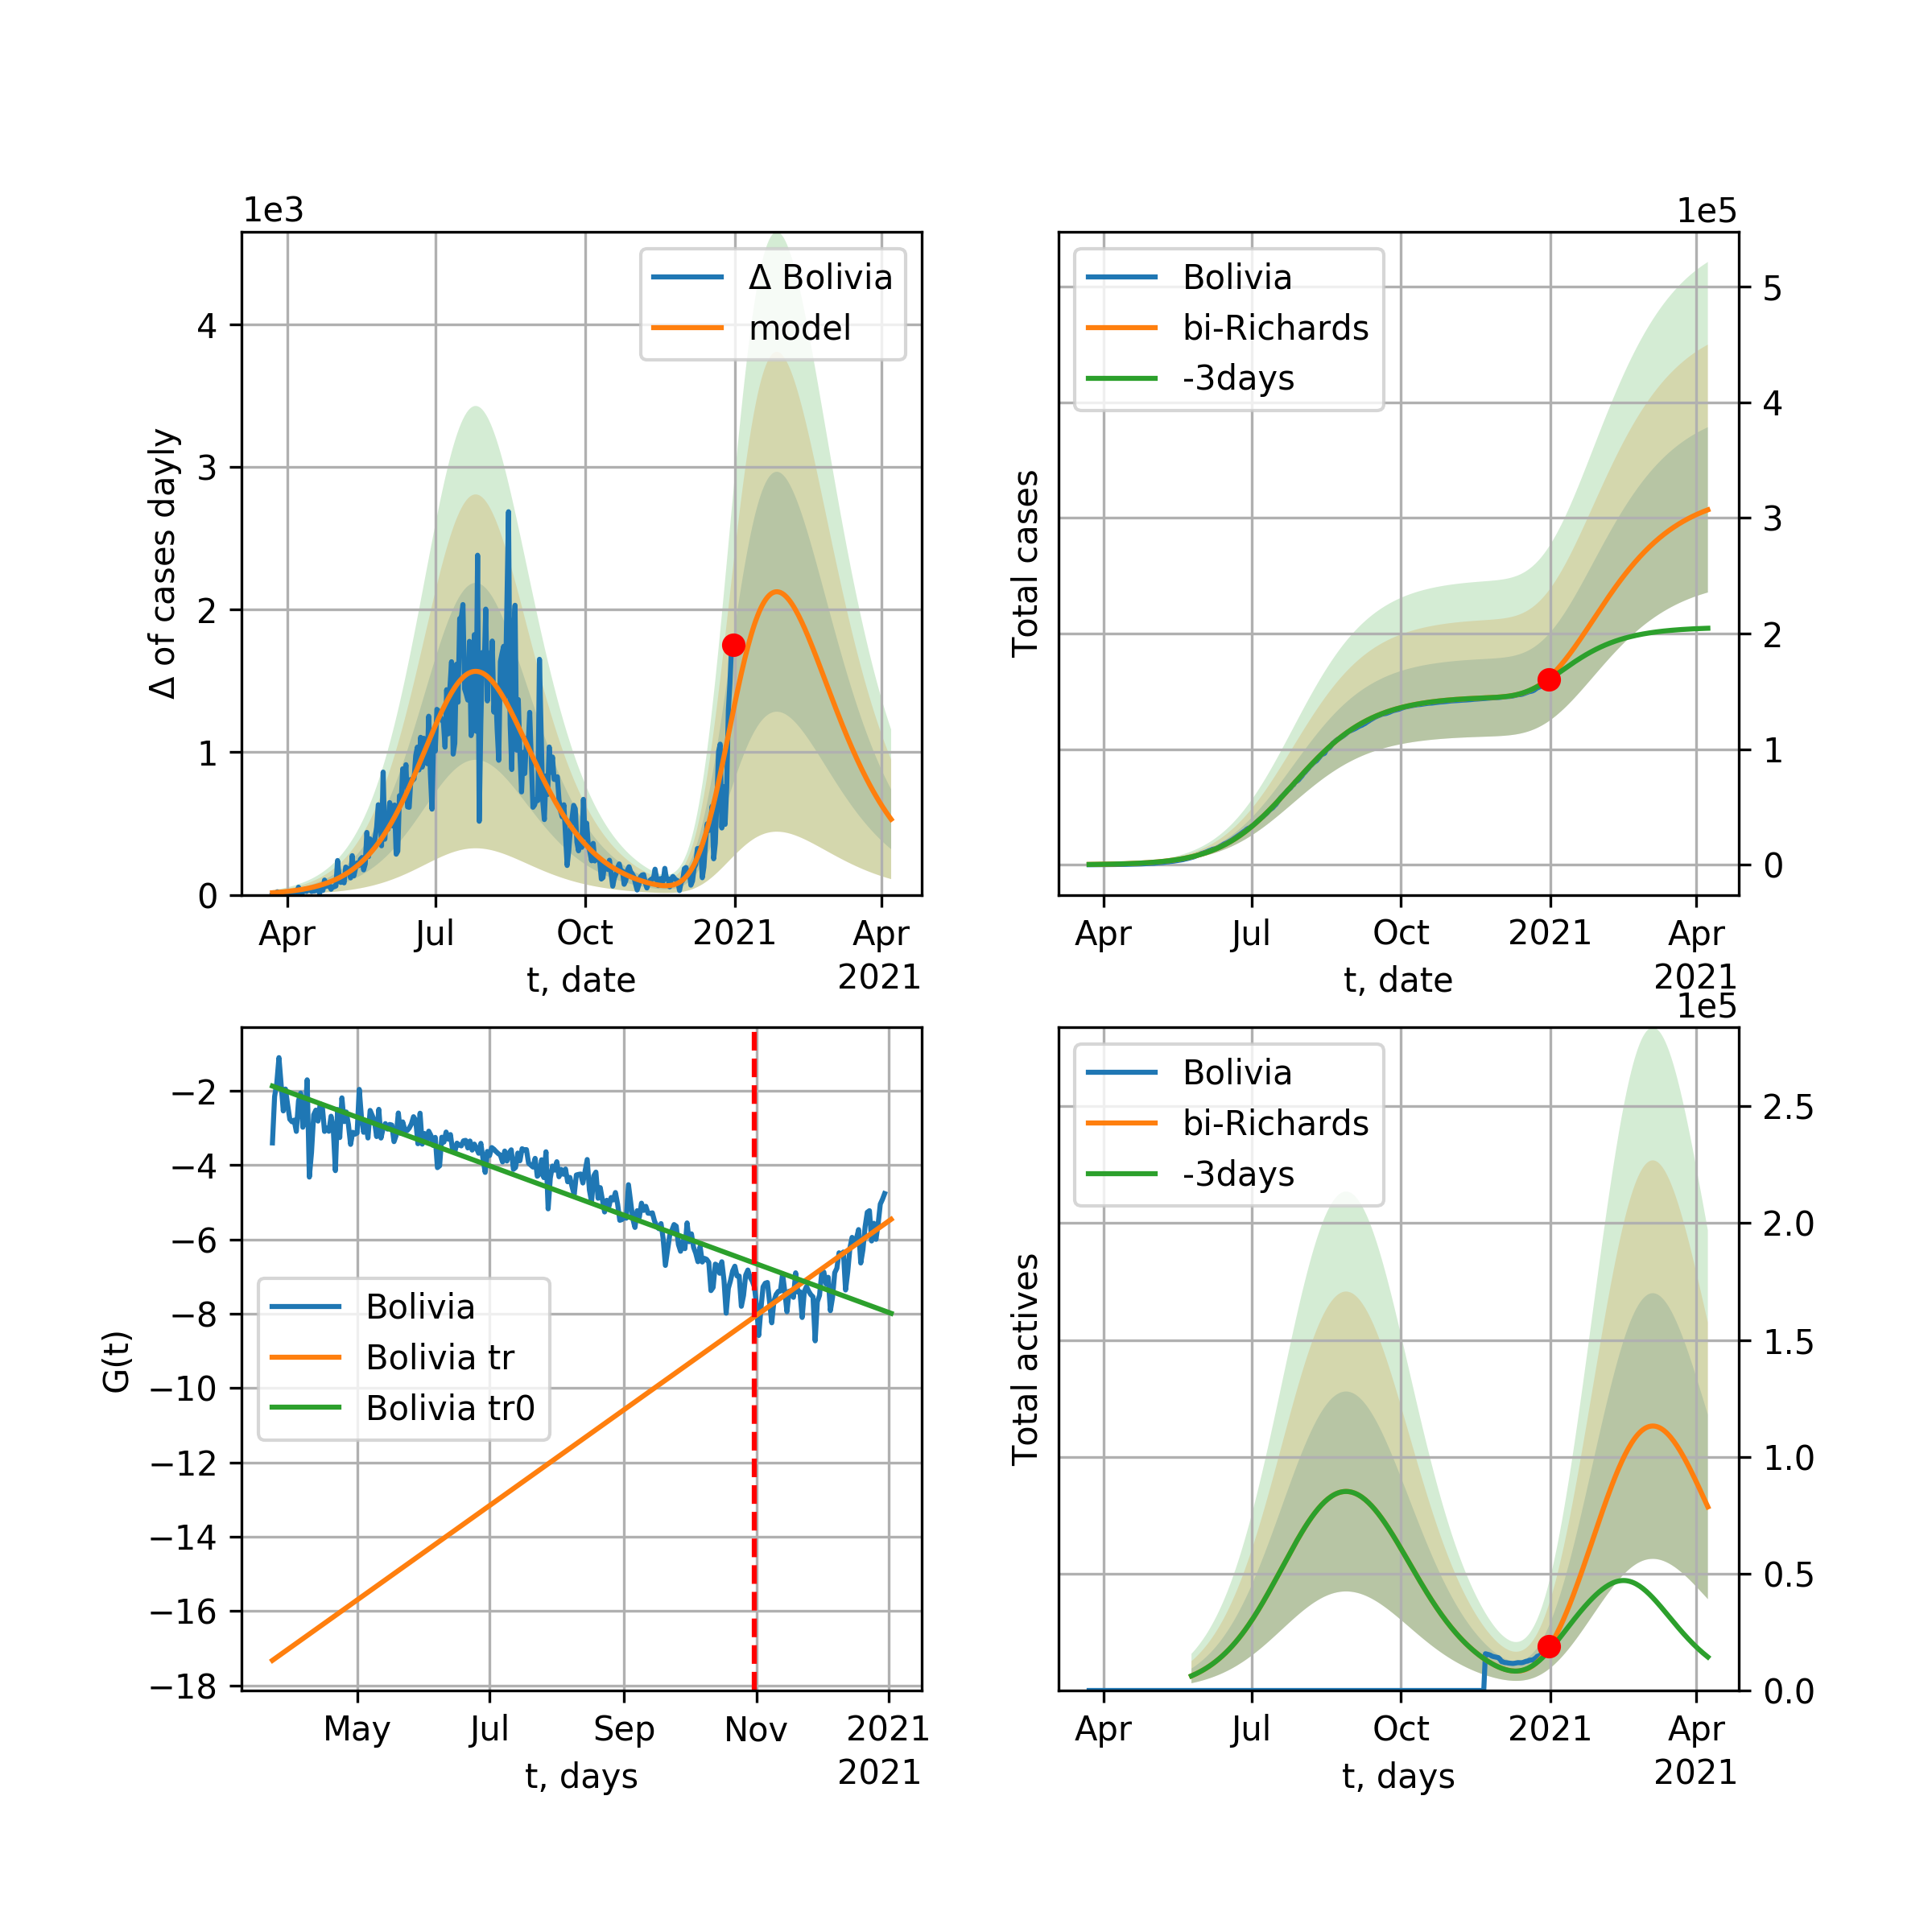 1e3
Δ of cases dayly
4
3
2
1
0
Δ Bolivia
model
Apr
Jul
Oct
2021
Apr
t, date
2021
1e5
Total cases
Bolivia
bi-Richards
-3days
5
4
3
2
1
0
Apr
Jul
Oct
2021
Apr
t, date
2021
G(t)
−2
−4
−6
−8
−10
−12
−14
−16
−18
Bolivia
Bolivia tr
Bolivia tr0
May
Jul
Sep
Nov
2021
t, days
2021
1e5
Total actives
Bolivia
bi-Richards
-3days
2.5
2.0
1.5
1.0
0.5
0.0
Apr
Jul
Oct
2021
Apr
t, days
2021